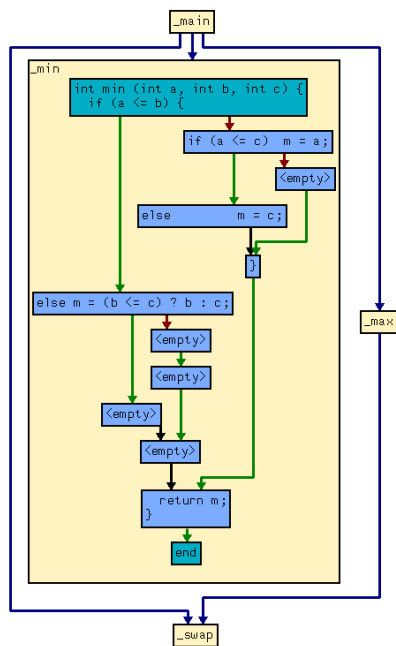 _main
_min
int min (int a, int b, int c) {
if (a <= b) {
if (a <= c)  m = a;
<empty>
else         m = c;
}
else m = (b <= c) ? b : c;
_max
<empty>
<empty>
<empty>
<empty>
return m;
}
end
_swap